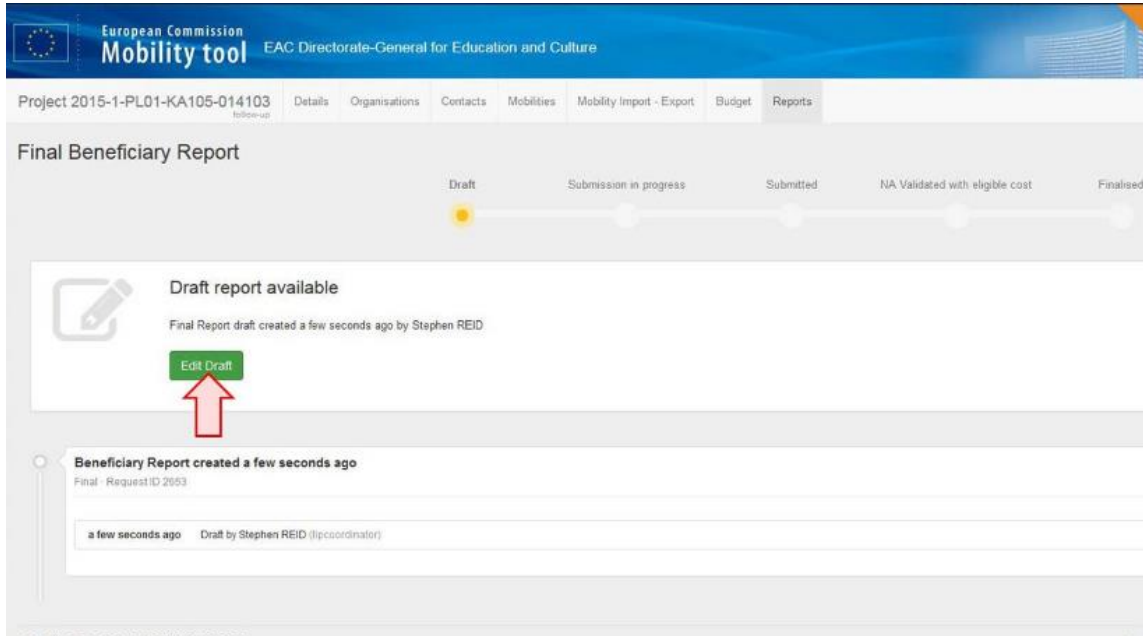 European Commission
Mobility tool EAC Directorate-General for Education and Culture
Project 2015-1-PL01-KA105-014103 Details Organisations Contacts Mobilities Mobility Import - Export Budget Reports
follow-up
Final Beneficiary Report
Draft Submission in progress Submitted NA Validated with eligible cost Finalised
Draft report available
Final Report draft created a few seconds ago by Stephen REID
Edit Draft
Beneficiary Report created a few seconds ago
Final - Request ID 2653
a few seconds ago Draft by Stephen REID (lipcoordinator)